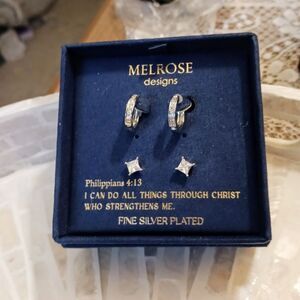 MELROSE
designs
Philippians 4:13
I CAN DO ALL THINGS THROUGH CHRIST
WHO STRENGTHENS ME.
FINE SILVER PLATED